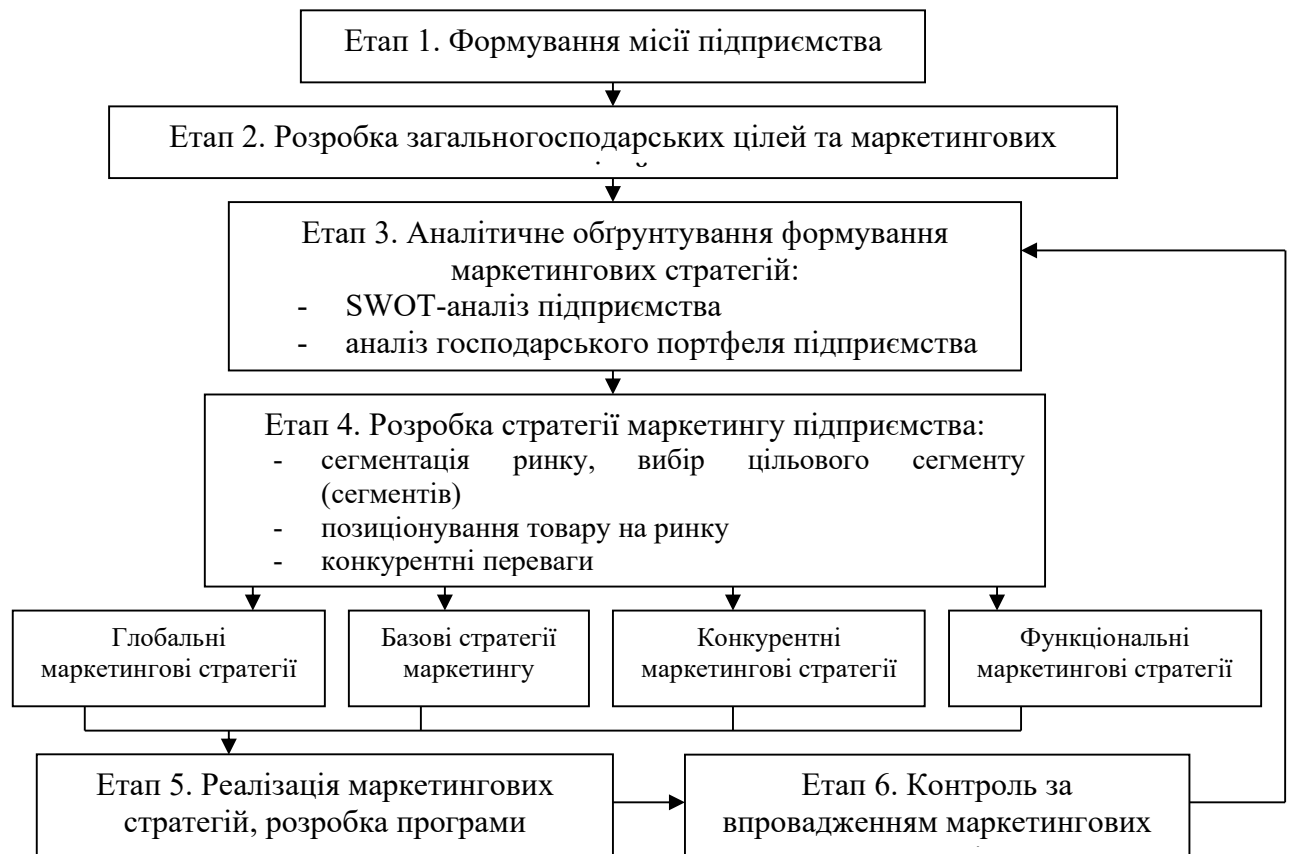 Етап 1. Формування місії підприємства
Етап 2. Розробка загальногосподарських цілей та маркетингових
Етап 3. Аналітичне обґрунтування формування
маркетингових стратегій:
- SWOT-аналіз підприємства
- аналіз господарського портфеля підприємства
Етап 4. Розробка стратегії маркетингу підприємства:
- сегментація ринку, вибір цільового сегменту
(сегментів)
- позиціонування товару на ринку
- конкурентні переваги
Глобальні
маркетингові стратегії
Базові стратегії
маркетингу
Конкурентні
маркетингові стратегії
Функціональні
маркетингові стратегії
Етап 5. Реалізація маркетингових
стратегій, розробка програми
Етап 6. Контроль за
впровадженням маркетингових